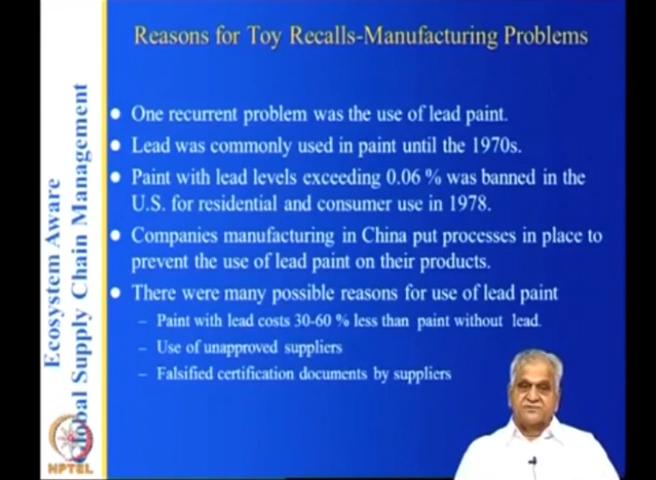 Reasons for Toy Recalls-Manufacturing Problems
One recurrent problem was the use of lead paint.
Lead was commonly used in paint until the 1970s.
Paint with lead levels exceeding 0.06 % was banned in the
U.S. for residential and consumer use in 1978.
Companies manufacturing in China put processes in place to
prevent the use of lead paint on their products.
There were many possible reasons for use of lead paint
– Paint with lead costs 30-60 % less than paint without lead.
– Use of unapproved suppliers
– Falsified certification documents by suppliers
Ecosystem Aware
Global Supply Chain Management
NPTEL